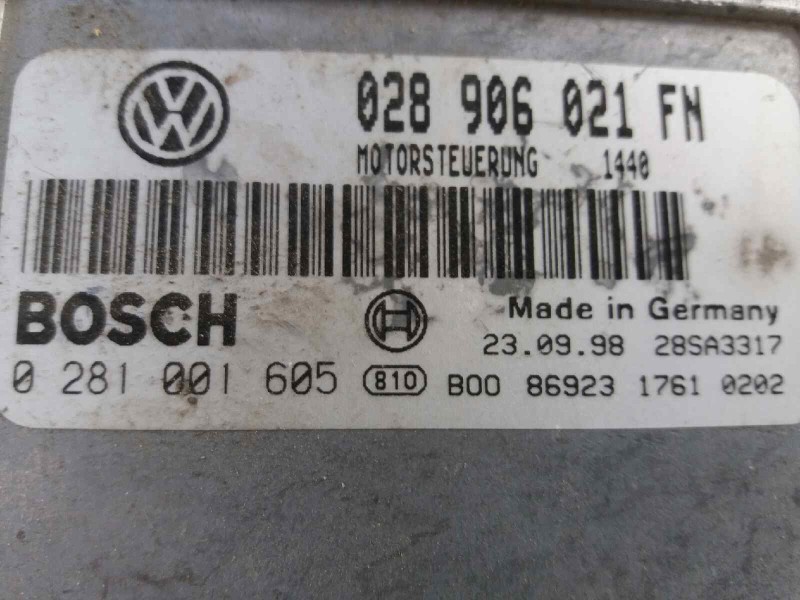 028 906 021 FN
MOTORSTEUERUNG 1440
BOSCH
Made in Germany
23.09.98 28SA3317
0 281 001 605 810 B00 86923 1761 0202